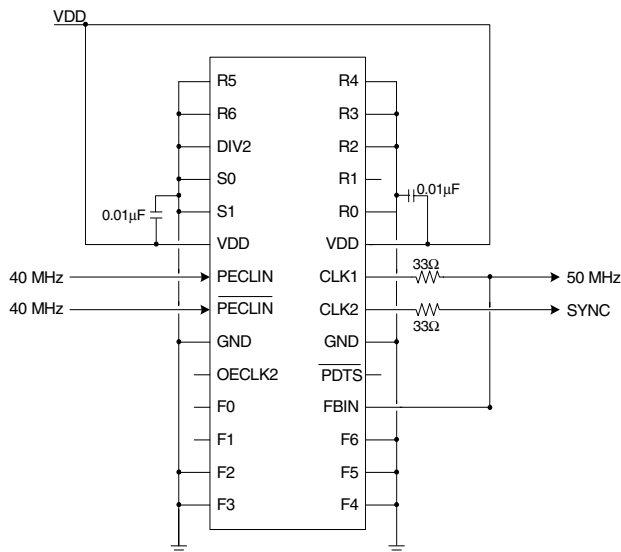 VDD
R5 R4
R6 R3
DIV2 R2
S0 R1
0.01µF S1 R0 0.01µF
VDD VDD
40 MHz PECLIN CLK1 33Ω 50 MHz
40 MHz PECLIN CLK2 33Ω SYNC
GND GND
OECLK2 PDTS
F0 FBIN
F1 F6
F2 F5
F3 F4